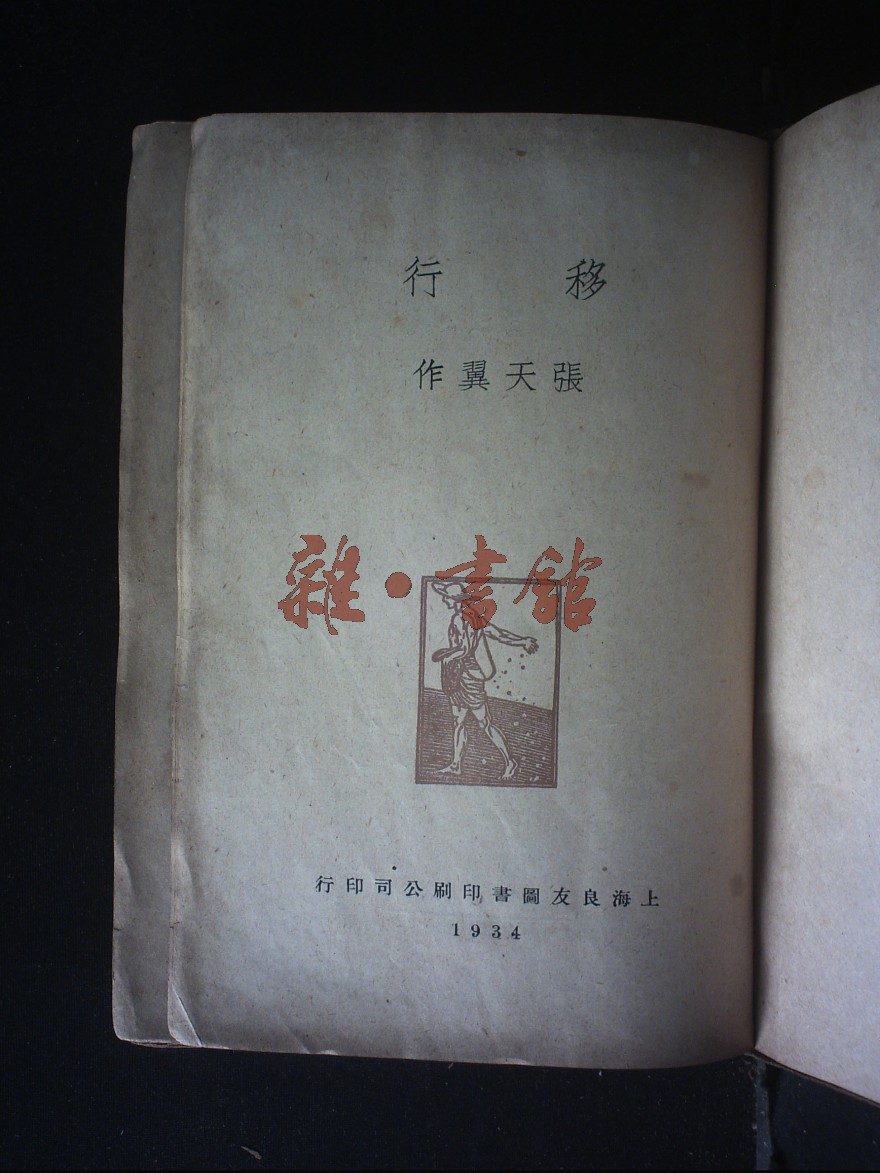 移行
張天翼作
雜·書館
上海良友圖書印刷公司印行
1934